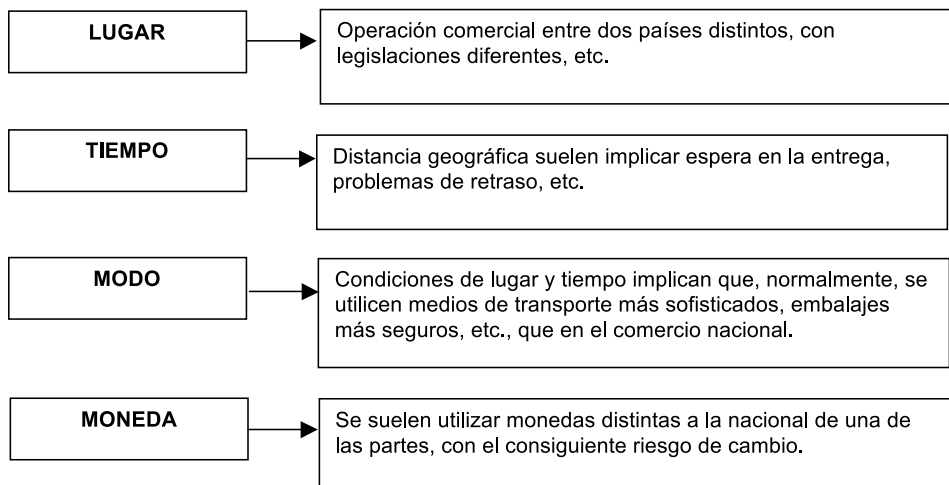 LUGAR
Operación comercial entre dos países distintos, con
legislaciones diferentes, etc.
TIEMPO
Distancia geográfica suelen implicar espera en la entrega,
problemas de retraso, etc.
MODO
Condiciones de lugar y tiempo implican que, normalmente, se
utilicen medios de transporte más sofisticados, embalajes
más seguros, etc., que en el comercio nacional.
MONEDA
Se suelen utilizar monedas distintas a la nacional de una de
las partes, con el consiguiente riesgo de cambio.